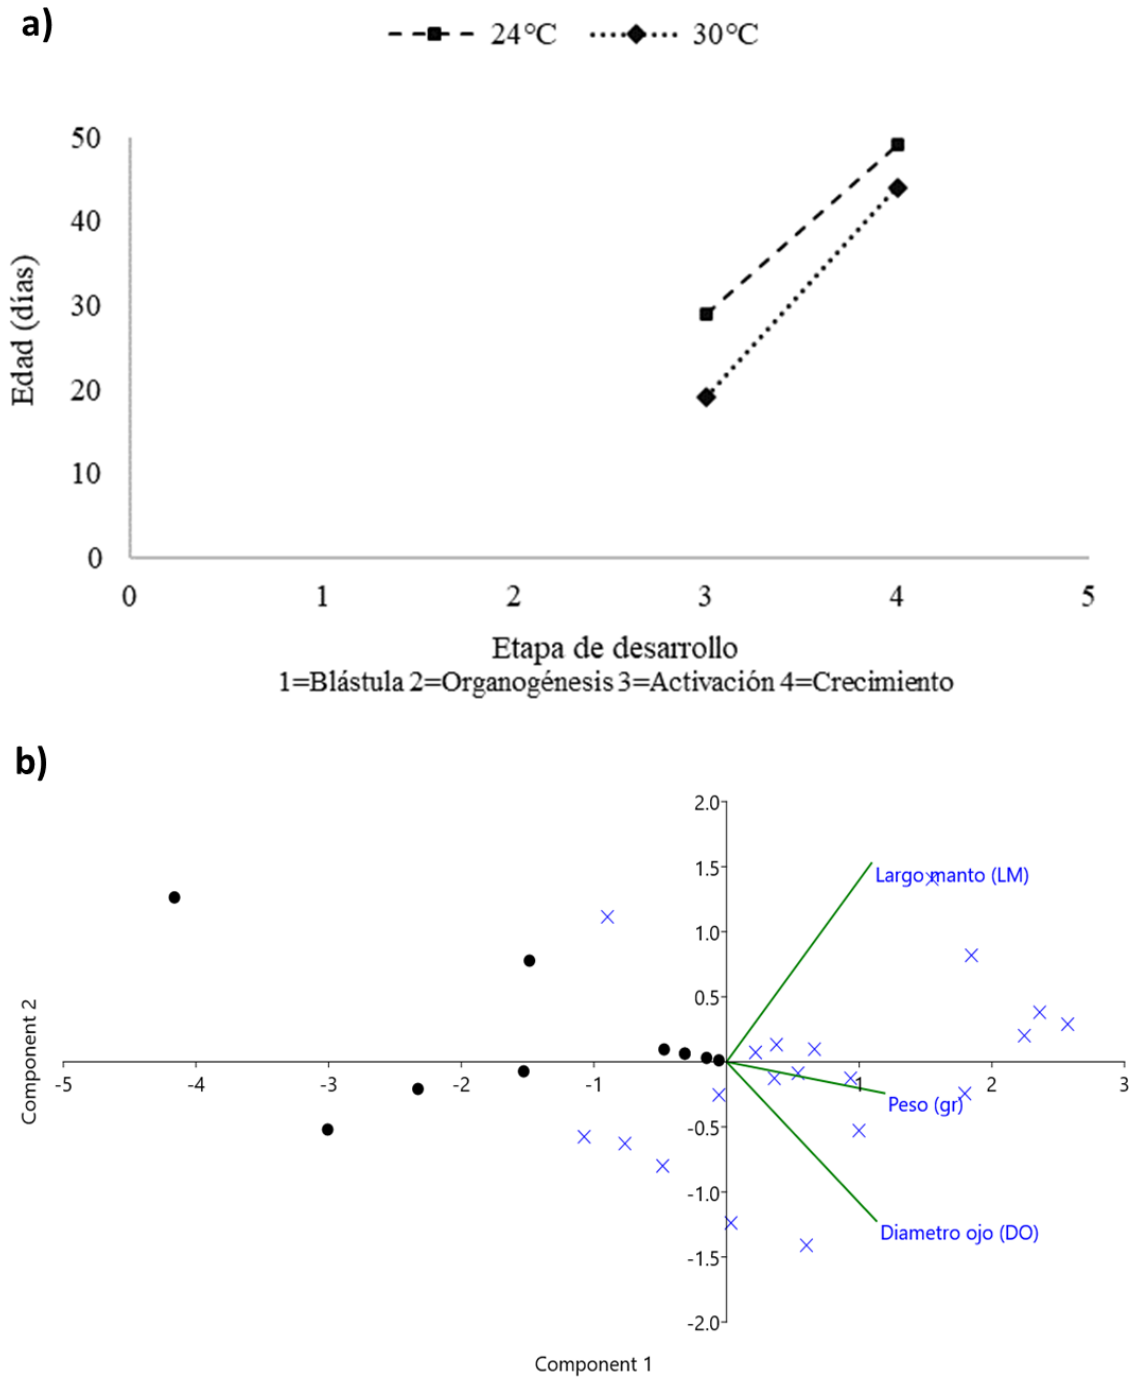 a)
24°C 30°C
50
40
30
20
10
0
Edad (días)
0 1 2 3 4 5
Etapa de desarrollo
1=Blástula 2=Organogénesis 3=Activación 4=Crecimiento
b)
2.0
1.5
Largo manto (LM)
1.0
0.5
Component 2
-5 -4 -3 -2 -1 1 2 3
Peso (gr)
-0.5
-1.0
Diametro ojo (DO)
-1.5
-2.0
Component 1